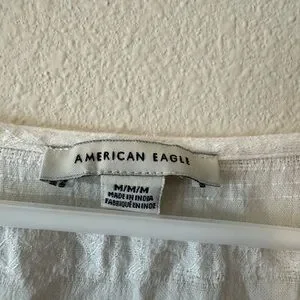 AMERICAN EAGLE
M/M/M
MADE IN INDIA
FABRIQUÉ EN INDE